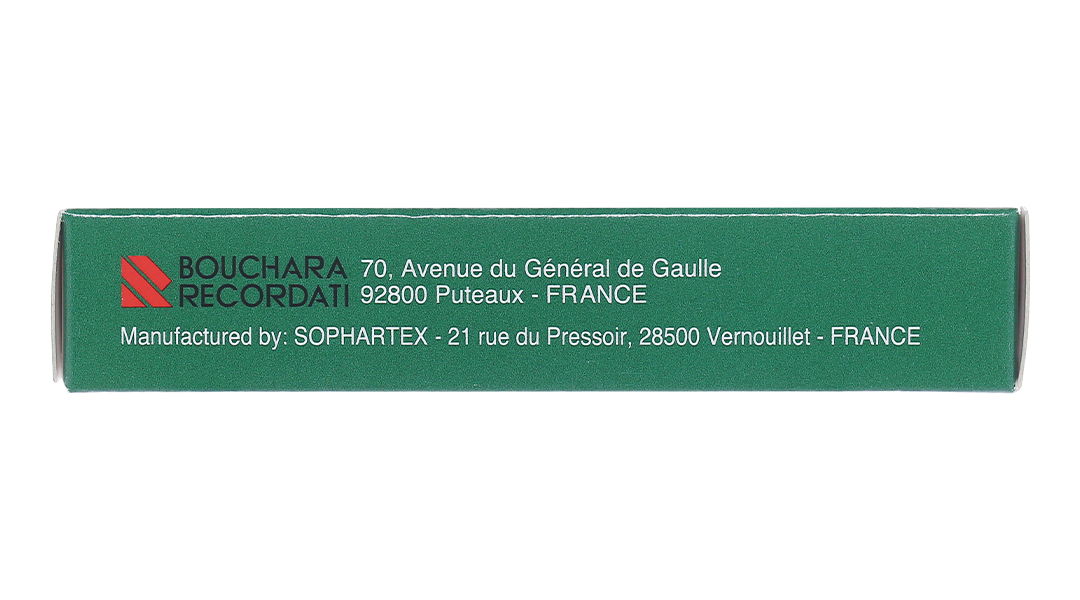 BOUCHARA
RECORDATI
70, Avenue du Général de Gaulle
92800 Puteaux - FRANCE
Manufactured by: SOPHARTEX - 21 rue du Pressoir, 28500 Vernouillet - FRANCE